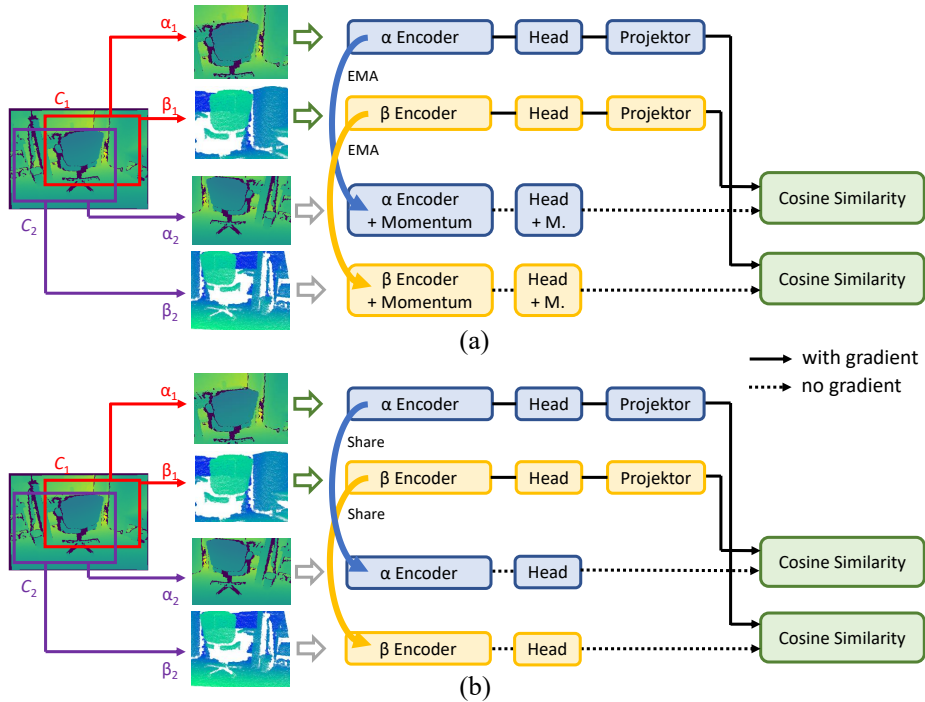 α1
α Encoder
Head
Projektor
EMA
C1
β1
β Encoder
Head
Projektor
EMA
C2
α2
α Encoder
+ Momentum
Head
+ M.
Cosine Similarity
β2
β Encoder
+ Momentum
Head
+ M.
Cosine Similarity
(a)
with gradient
no gradient
α1
α Encoder
Head
Projektor
Share
C1
β1
β Encoder
Head
Projektor
Share
C2
α2
α Encoder
Head
Cosine Similarity
β2
β Encoder
Head
Cosine Similarity
(b)